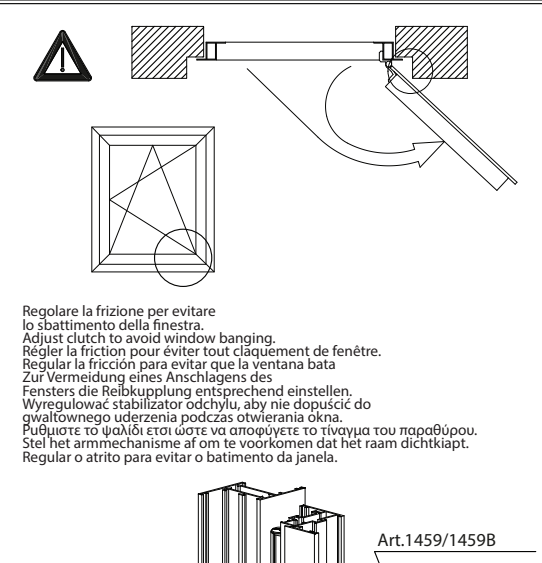 Regolare la frizione per evitare
lo sbattimento della finestra.
Adjust clutch to avoid window banging.
Régler la friction pour éviter tout claquement de fenêtre.
Regular la fricción para evitar que la ventana bata
Zur Vermeidung eines Anschlagens des
Fensters die Reibkupplung entsprechend einstellen.
Wyregulować stabilizator odchylu, aby nie dopuścić do
gwaltownego uderzenia podczas otwierania okna.
Ρυθμιστε το ψαλίδι ετσι ώστε να αποφύγετε το τίναγμα του παραθύρου.
Stel het armmechanisme af om te voorkomen dat het raam dichtkiapt.
Regular o atrito para evitar o batimento da janela.
Art.1459/1459B